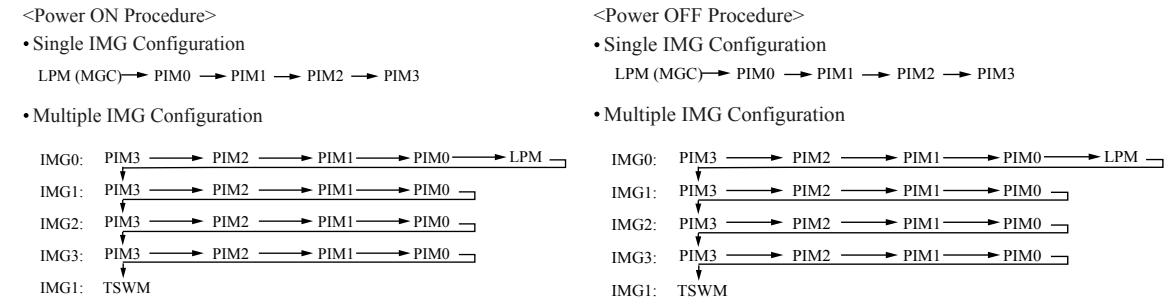 <Power ON Procedure>
• Single IMG Configuration
LPM (MGC) → PIM0 → PIM1 → PIM2 → PIM3
• Multiple IMG Configuration
IMG0: PIM3 → PIM2 → PIM1 → PIM0 → LPM
IMG1: PIM3 → PIM2 → PIM1 → PIM0
IMG2: PIM3 → PIM2 → PIM1 → PIM0
IMG3: PIM3 → PIM2 → PIM1 → PIM0
IMG1: TSWM
<Power OFF Procedure>
• Single IMG Configuration
LPM (MGC) → PIM0 → PIM1 → PIM2 → PIM3
• Multiple IMG Configuration
IMG0: PIM3 → PIM2 → PIM1 → PIM0 → LPM
IMG1: PIM3 → PIM2 → PIM1 → PIM0
IMG2: PIM3 → PIM2 → PIM1 → PIM0
IMG3: PIM3 → PIM2 → PIM1 → PIM0
IMG1: TSWM